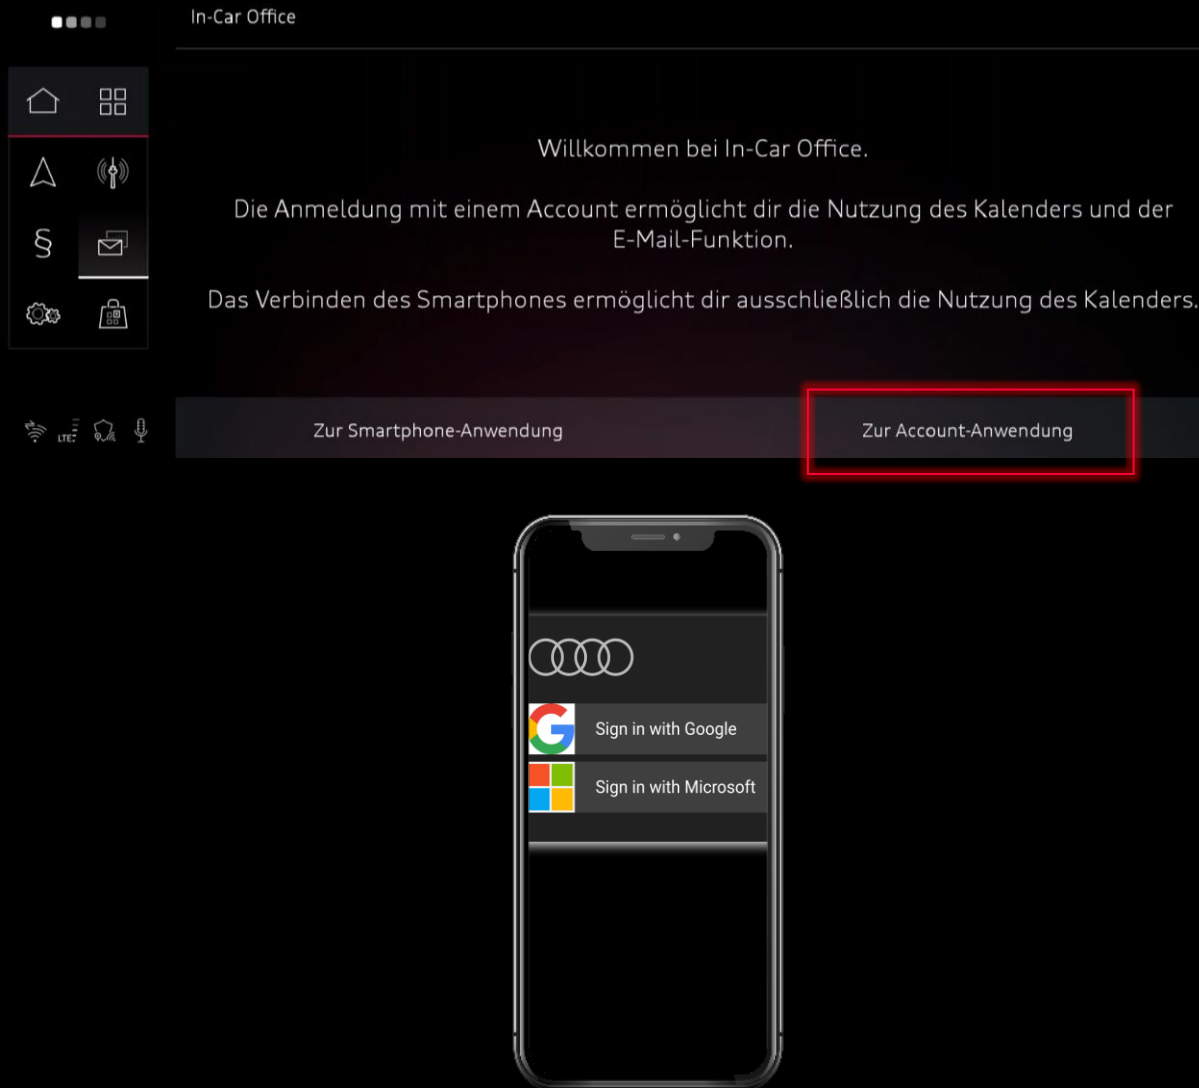 In-Car Office
Willkommen bei In-Car Office.
Die Anmeldung mit einem Account ermöglicht dir die Nutzung des Kalenders und der
E-Mail-Funktion.
Das Verbinden des Smartphones ermöglicht dir ausschließlich die Nutzung des Kalenders.
§
LTE
Zur Smartphone-Anwendung
Zur Account-Anwendung
Sign in with Google
Sign in with Microsoft